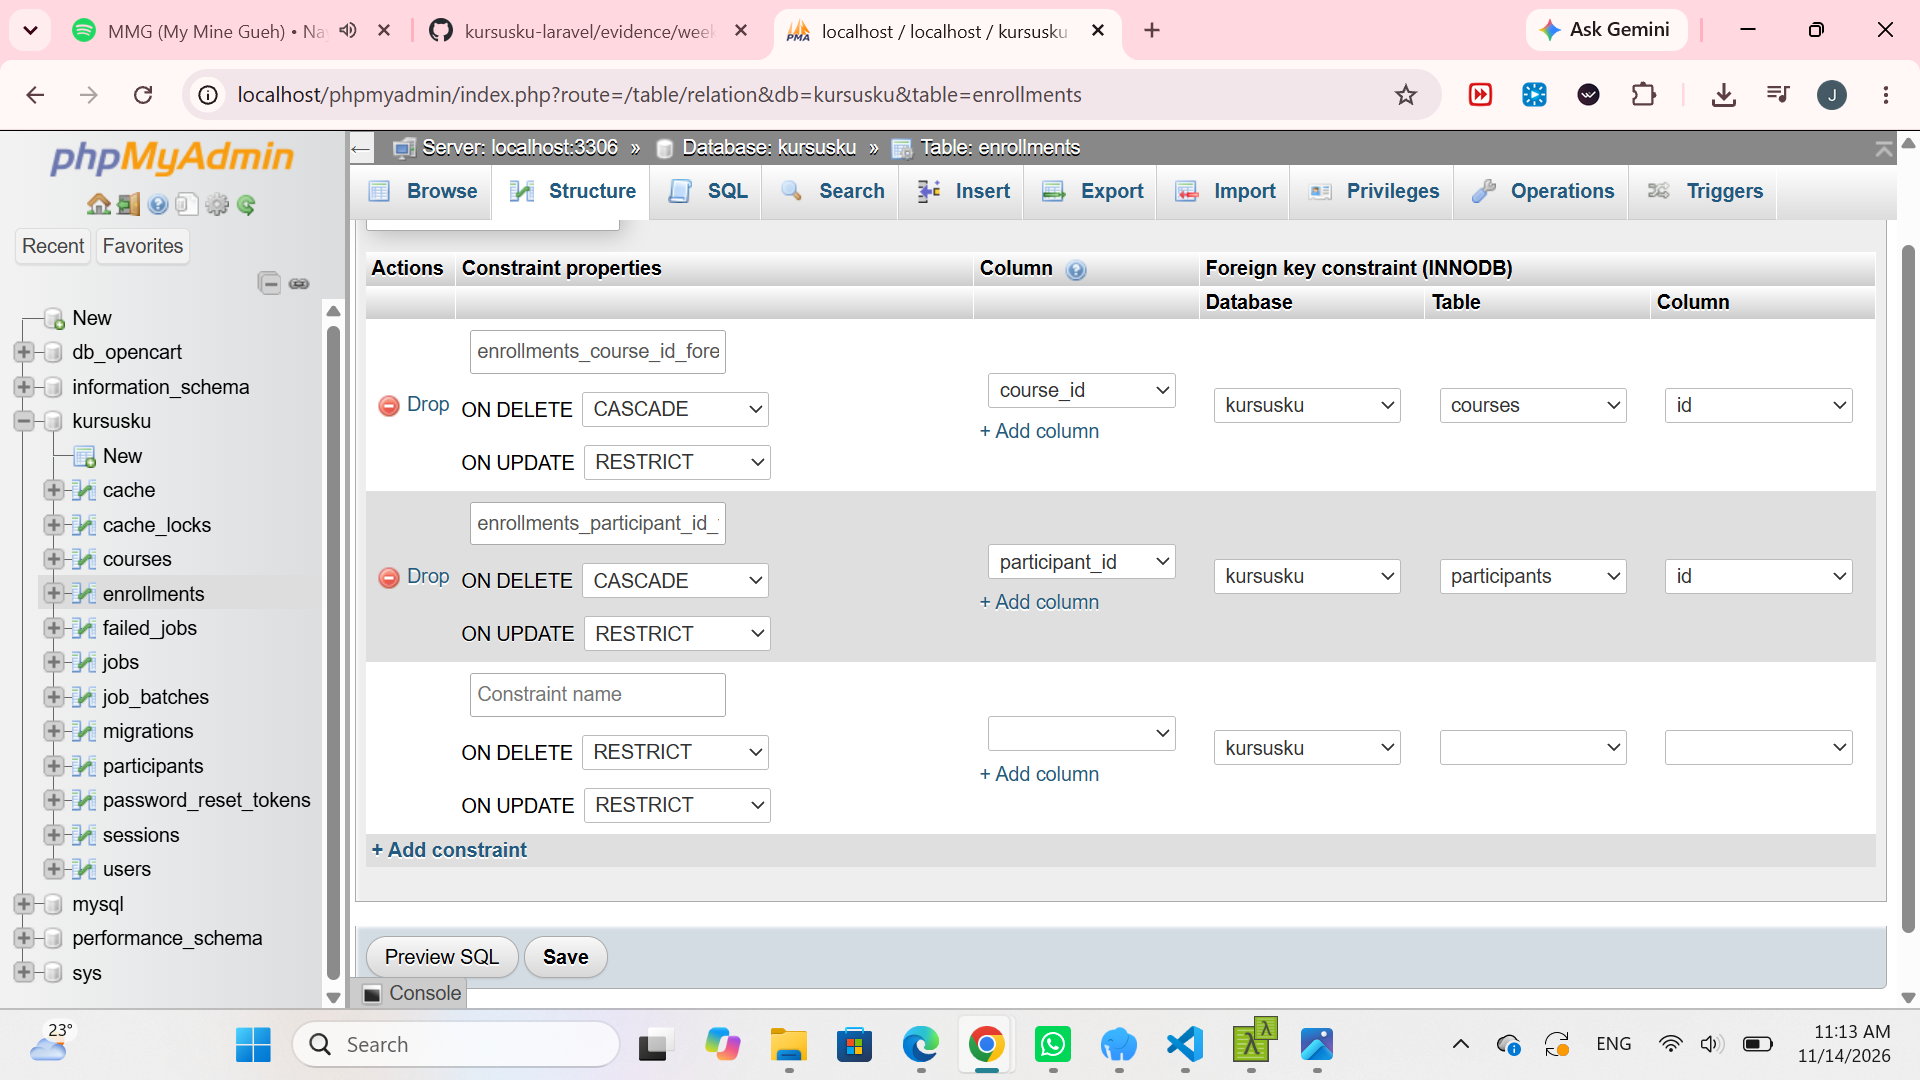 MMG (My Mine Gueh) • Na
kursusku-laravel/evidence/week
localhost / localhost / kursusku
Ask Gemini
localhost/phpmyadmin/index.php?route=/table/relation&db=kursusku&table=enrollments
J
phpMyAdmin
Recent
Favorites
New
db_opencart
information_schema
kursusku
New
cache
cache_locks
courses
enrollments
failed_jobs
jobs
job_batches
migrations
participants
password_reset_tokens
sessions
users
mysql
performance_schema
sys
Server: localhost:3306 » Database: kursusku » Table: enrollments
Browse Structure SQL Search Insert Export Import Privileges Operations Triggers
Actions Constraint properties Column Foreign key constraint (INNODB)
Database Table Column
enrollments_course_id_fore
Drop ON DELETE CASCADE course_id kursusku courses id
+ Add column
ON UPDATE RESTRICT
enrollments_participant_id_
Drop ON DELETE CASCADE participant_id kursusku participants id
+ Add column
ON UPDATE RESTRICT
Constraint name
ON DELETE RESTRICT kursusku
+ Add column
ON UPDATE RESTRICT
+ Add constraint
Preview SQL Save
Console
23°
Search
ENG
11:13 AM
11/14/2026